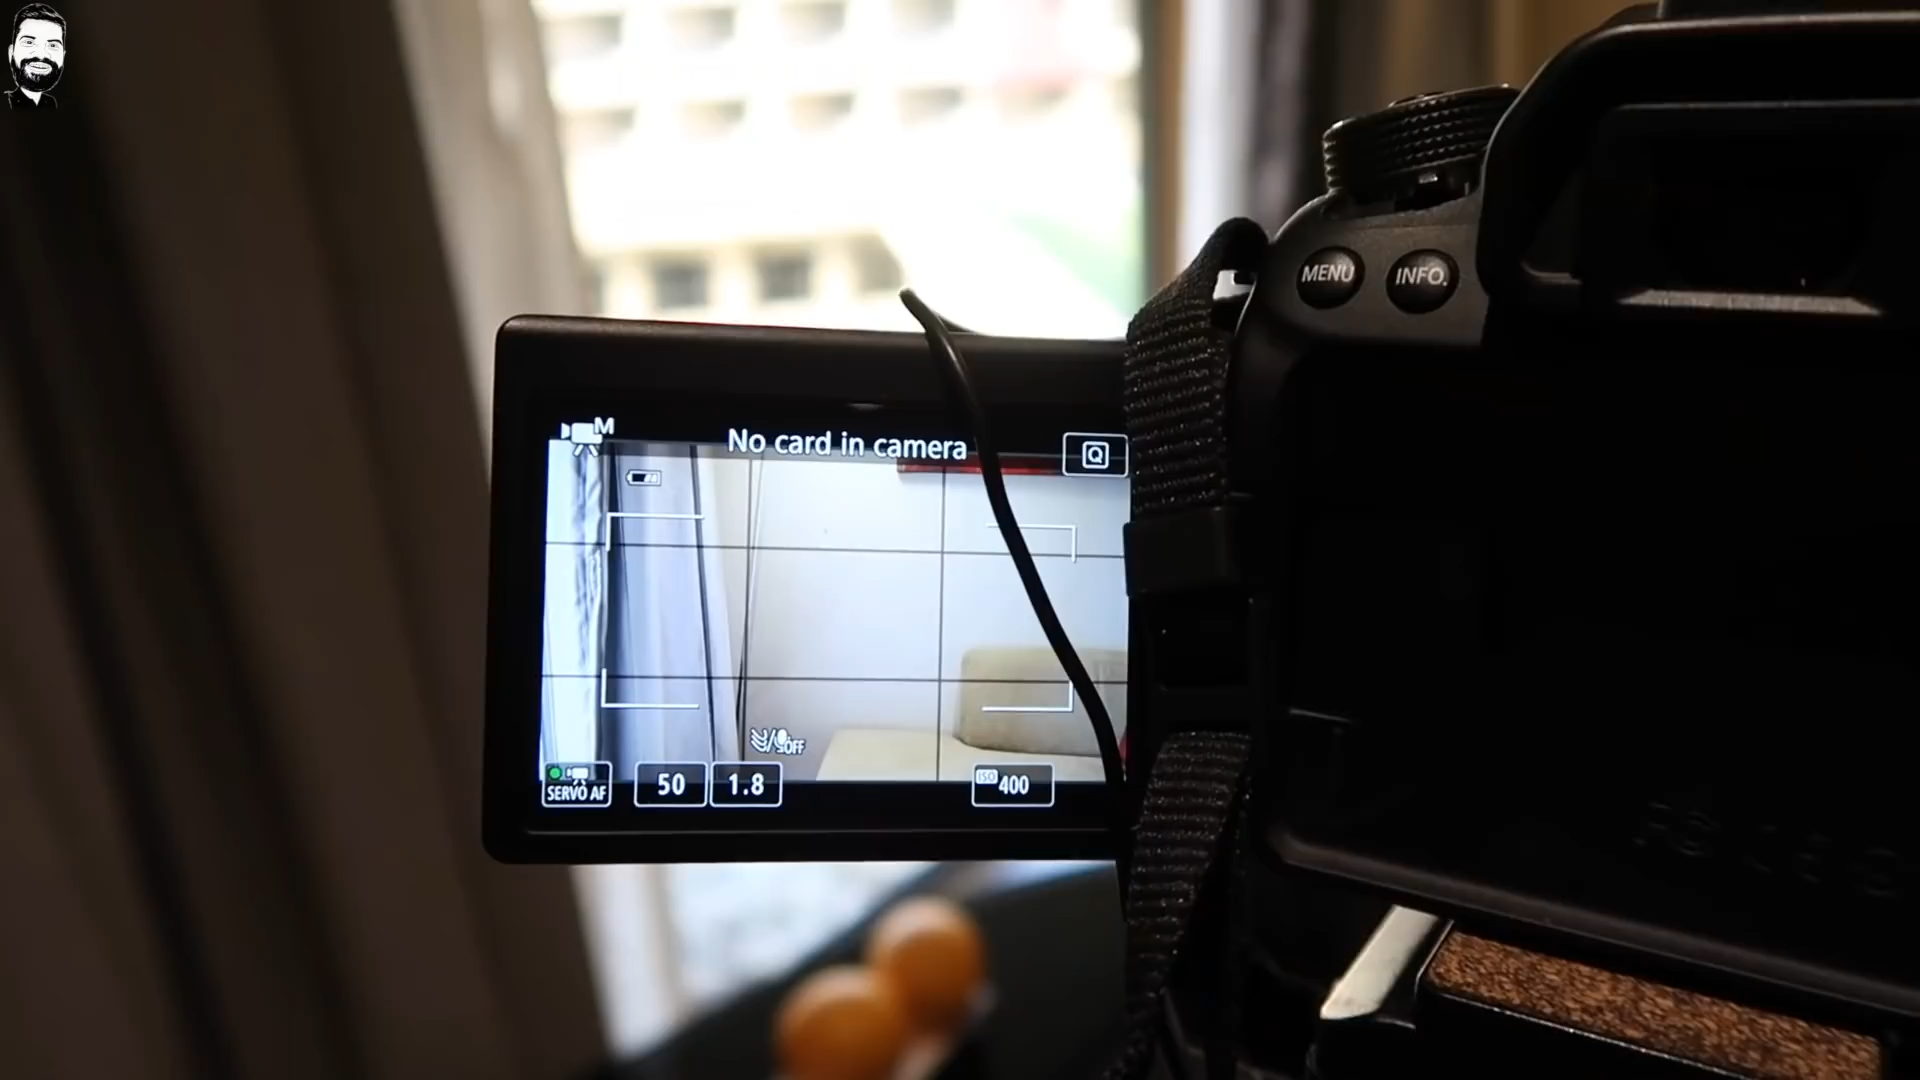 MENU INFO.
M
No card in camera
Q
OFF
SERVO AF
50
1.8
ISO 400